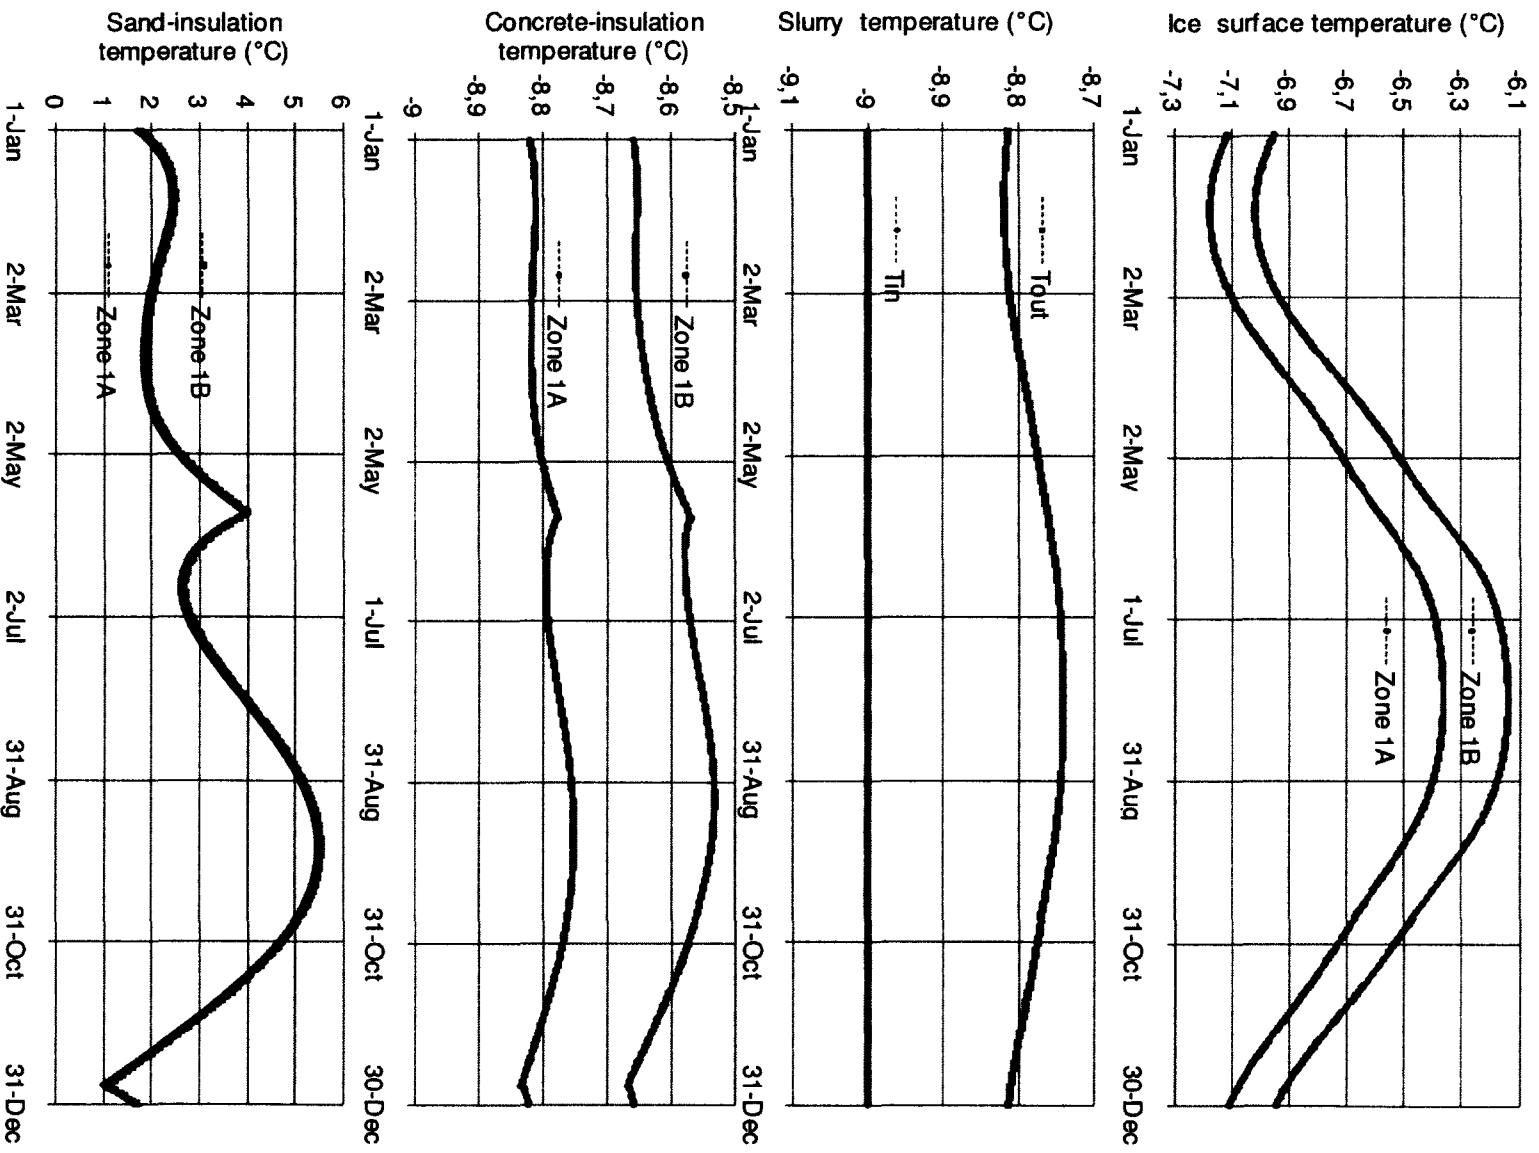 Sand-insulation
temperature (°C)
0
1
2
3
4
5
6
1-Jan
2-Mar
2-May
2-Jul
31-Aug
31-Oct
31-Dec
Zone 1B
Zone 1A
Concrete-insulation
temperature (°C)
-9
-8,9
-8,8
-8,7
-8,6
-8,5
1-Jan
2-Mar
2-May
1-Jul
31-Aug
31-Oct
30-Dec
Zone 1B
Zone 1A
Slurry temperature (°C)
-9,1
-9
-8,9
-8,8
-8,7
1-Jan
2-Mar
2-May
2-Jul
31-Aug
31-Oct
31-Dec
Tout
Tin
Ice surface temperature (°C)
-7,3
-7,1
-6,9
-6,7
-6,5
-6,3
-6,1
1-Jan
2-Mar
2-May
1-Jul
31-Aug
31-Oct
30-Dec
Zone 1B
Zone 1A